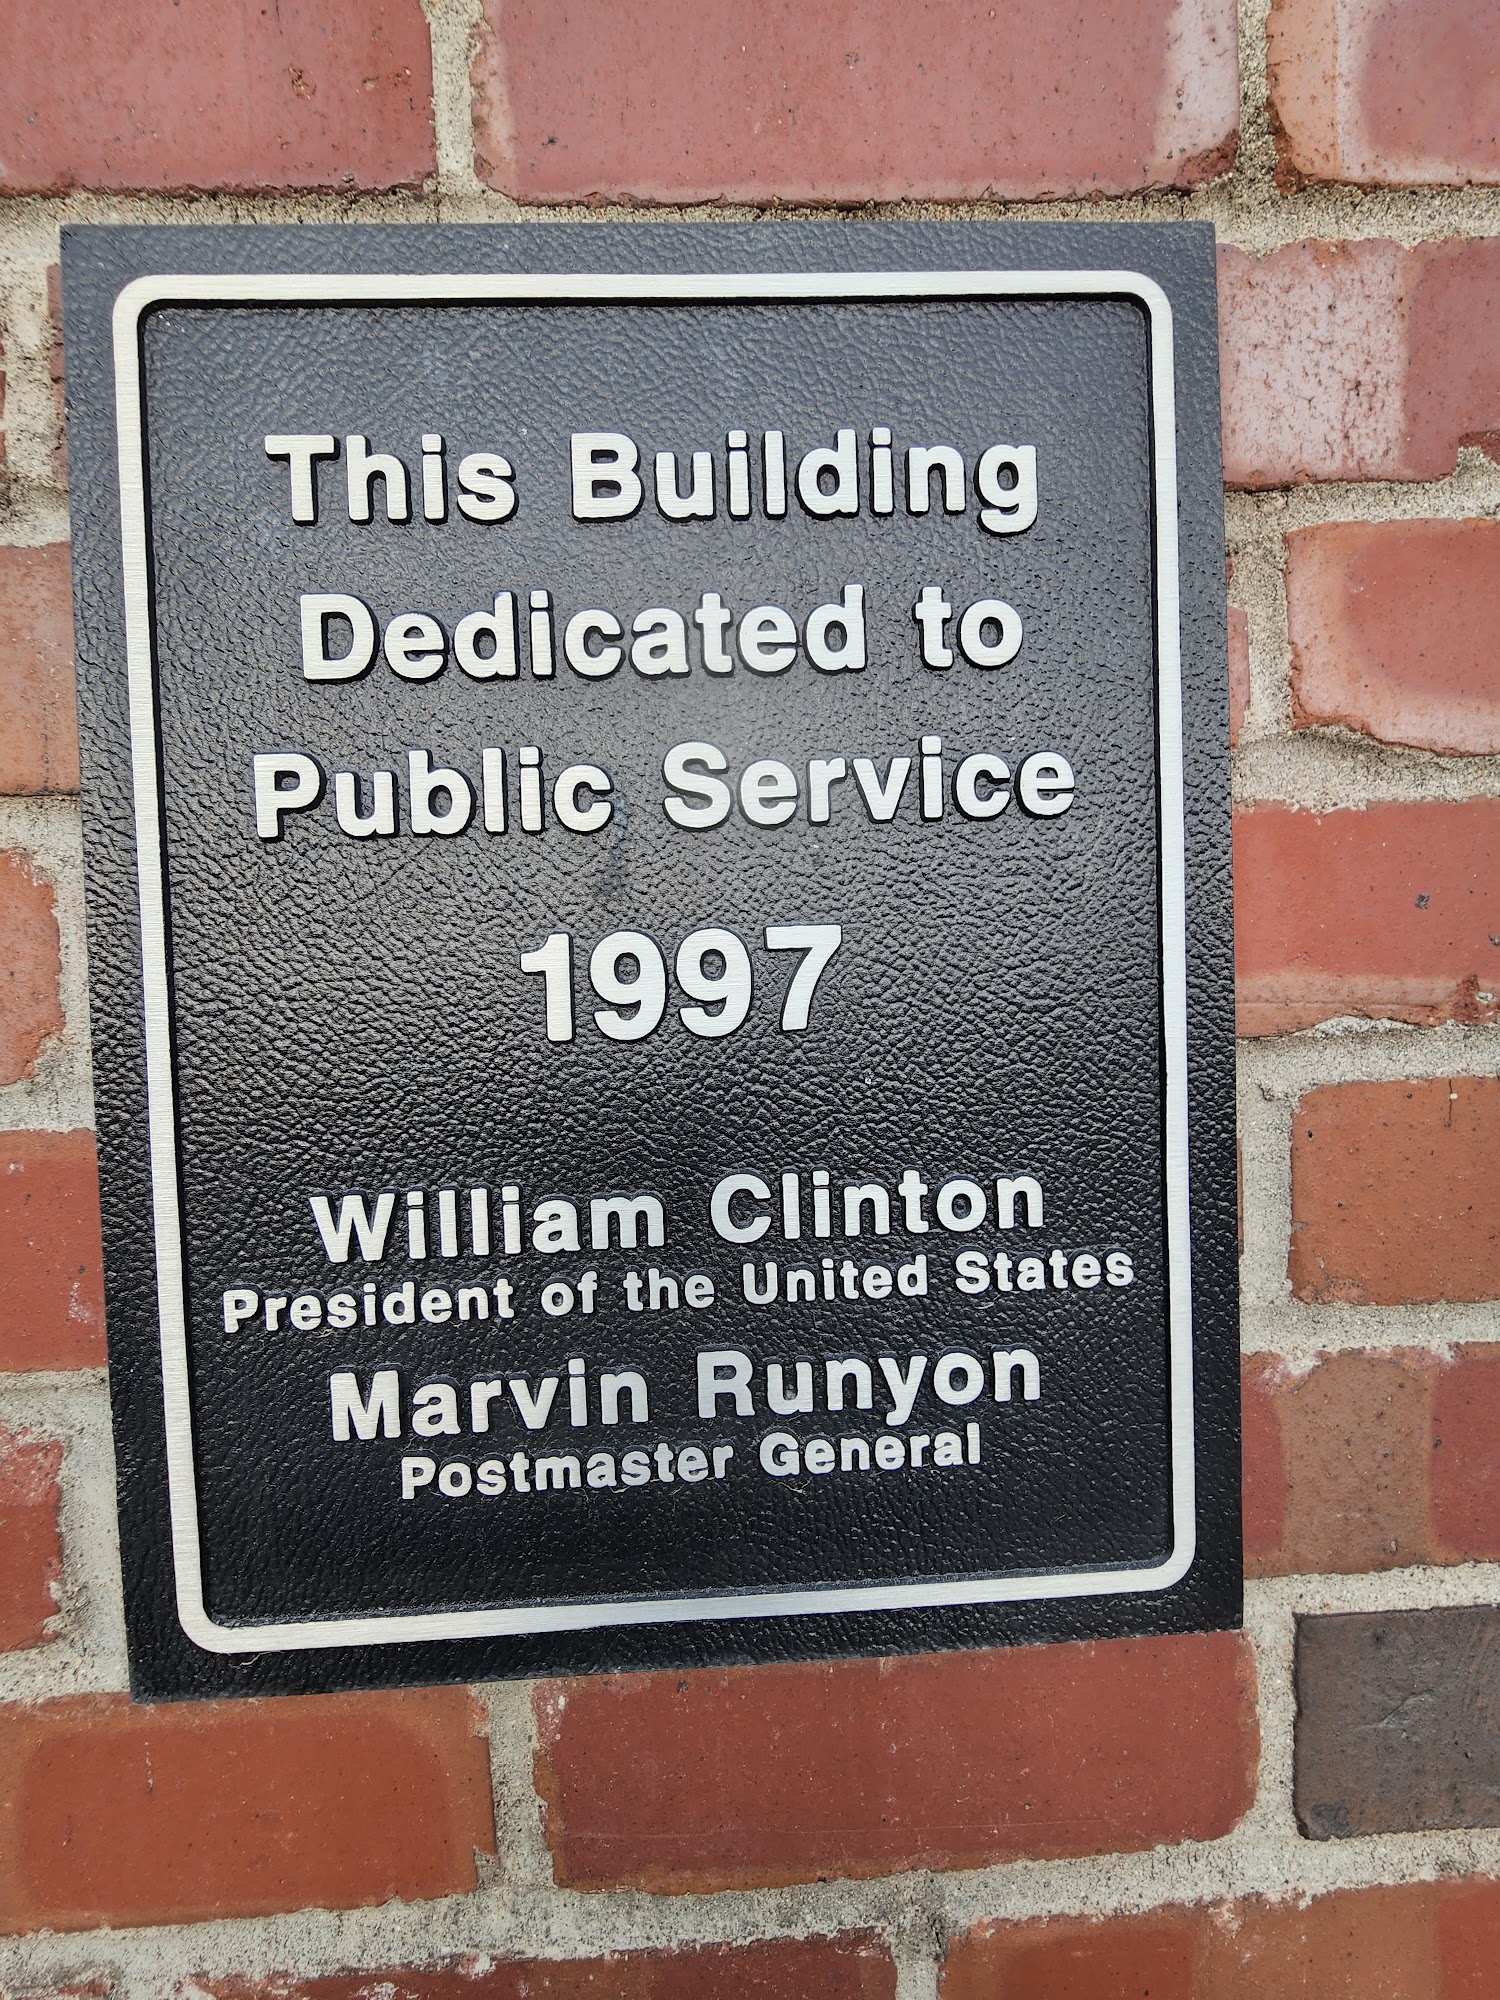 This Building
Dedicated to
Public Service
1997
William Clinton
President of the United States
Marvin Runyon
Postmaster General